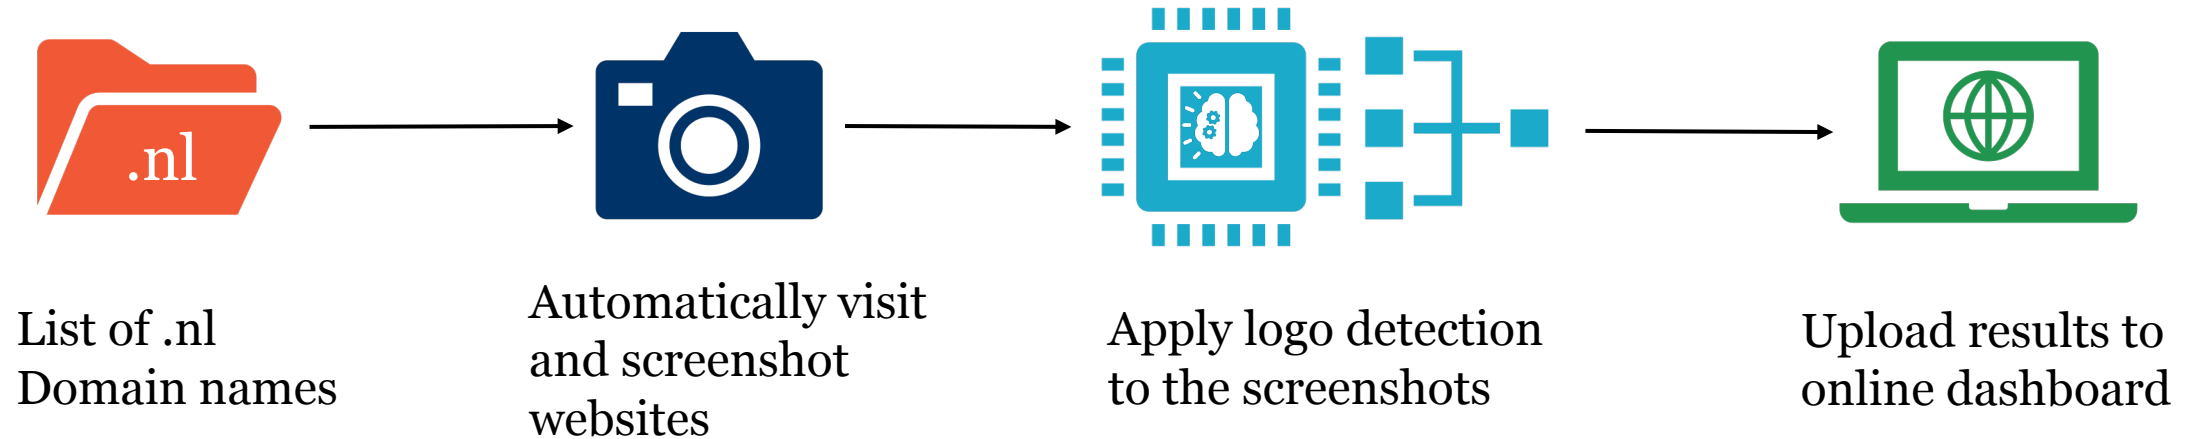 .nl
List of .nl
Domain names
Automatically visit
and screenshot
websites
Apply logo detection
to the screenshots
Upload results to
online dashboard